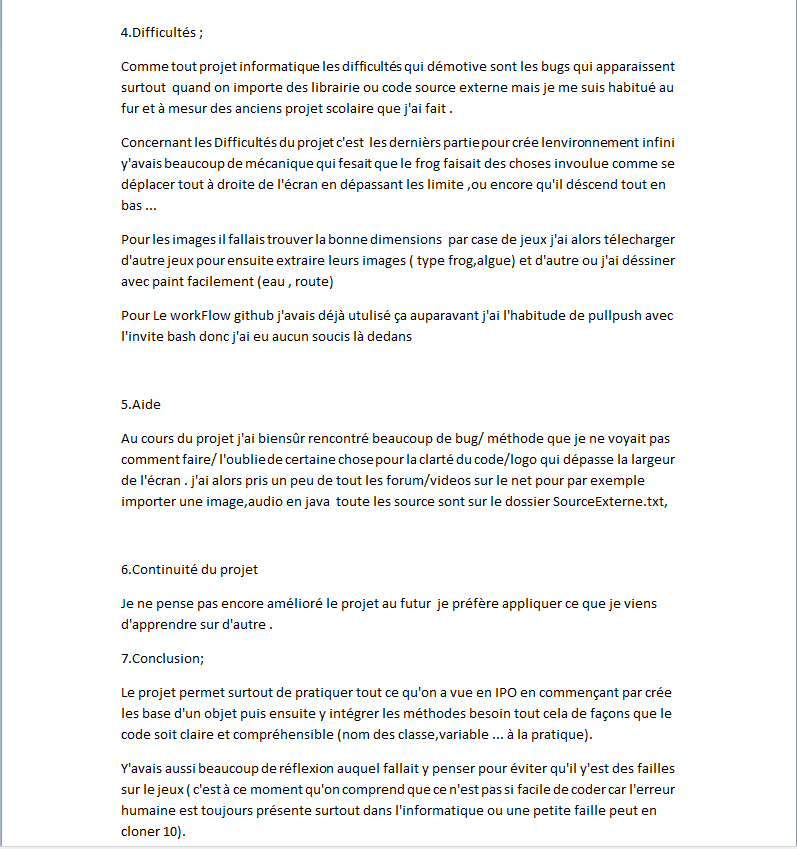 4.Difficultés ;
Comme tout projet informatique les difficultés qui démotive sont les bugs qui apparaissent
surtout quand on importe des librairie ou code source externe mais je me suis habitué au
fur et à mesur des anciens projet scolaire que j'ai fait .
Concernant les Difficultés du projet c'est les dernièrs partie pour crée lenvironnement infini
y'avais beaucoup de mécanique qui fesait que le frog faisait des choses invoulue comme se
déplacer tout à droite de l'écran en dépassant les limite ,ou encore qu'il déscend tout en
bas ...
Pour les images il fallais trouver la bonne dimensions par case de jeux j'ai alors télecharger
d'autre jeux pour ensuite extraire leurs images ( type frog,algue) et d'autre ou j'ai déssiner
avec paint facilement (eau , route)
Pour Le workFlow github j'avais déjà utulisé ça auparavant j'ai l'habitude de pullpush avec
l'invite bash donc j'ai eu aucun soucis là dedans
5.Aide
Au cours du projet j'ai biensûr rencontré beaucoup de bug/ méthode que je ne voyait pas
comment faire/ l'oublie de certaine chose pour la clarté du code/logo qui dépasse la largeur
de l'écran . j'ai alors pris un peu de tout les forum/videos sur le net pour par exemple
importer une image,audio en java toute les source sont sur le dossier SourceExterne.txt,
6.Continuité du projet
Je ne pense pas encore amélioré le projet au futur je préfère appliquer ce que je viens
d'apprendre sur d'autre .
7.Conclusion;
Le projet permet surtout de pratiquer tout ce qu'on a vue en IPO en commençant par crée
les base d'un objet puis ensuite y intégrer les méthodes besoin tout cela de façons que le
code soit claire et compréhensible (nom des classe,variable ... à la pratique).
Y'avais aussi beaucoup de réflexion auquel fallait y penser pour éviter qu'il y'est des failles
sur le jeux ( c'est à ce moment qu'on comprend que ce n'est pas si facile de coder car l'erreur
humaine est toujours présente surtout dans l'informatique ou une petite faille peut en
cloner 10).